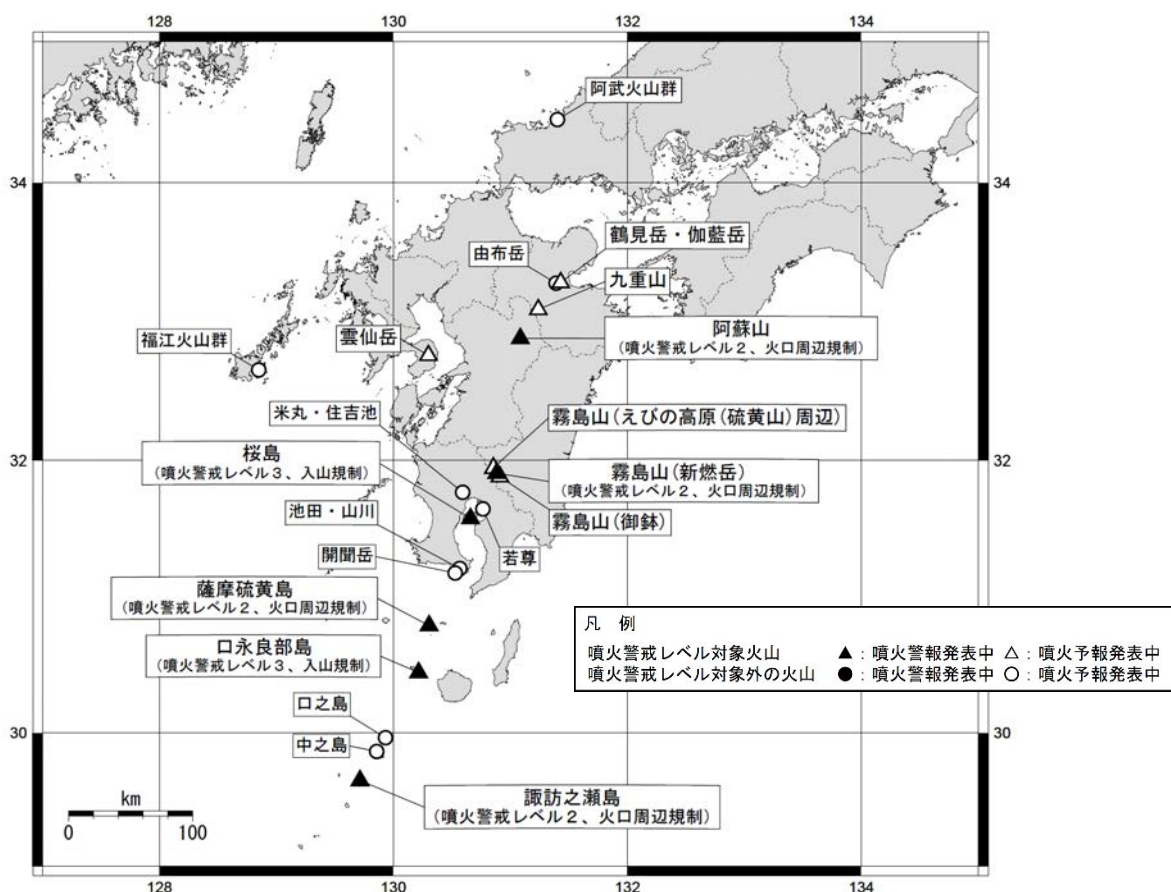 128
130
132
134
阿武火山群
34
34
鶴見岳・伽藍岳
由布岳
九重山
福江火山群
雲仙岳
阿蘇山
（噴火警戒レベル２、火口周辺規制）
米丸・住吉池
霧島山（えびの高原（硫黄山）周辺）
桜島
（噴火警戒レベル３、入山規制）
32
32
霧島山（新燃岳）
（噴火警戒レベル２、火口周辺規制）
池田・山川
霧島山（御鉢）
開聞岳
若尊
薩摩硫黄島
（噴火警戒レベル２、火口周辺規制）
凡　例
噴火警戒レベル対象火山　▲：噴火警報発表中 △：噴火予報発表中
噴火警戒レベル対象外の火山　●：噴火警報発表中 ○：噴火予報発表中
口永良部島
（噴火警戒レベル３、入山規制）
口之島
30
30
中之島
諏訪之瀬島
（噴火警戒レベル２、火口周辺規制）
km
0
100
128
130
132
134